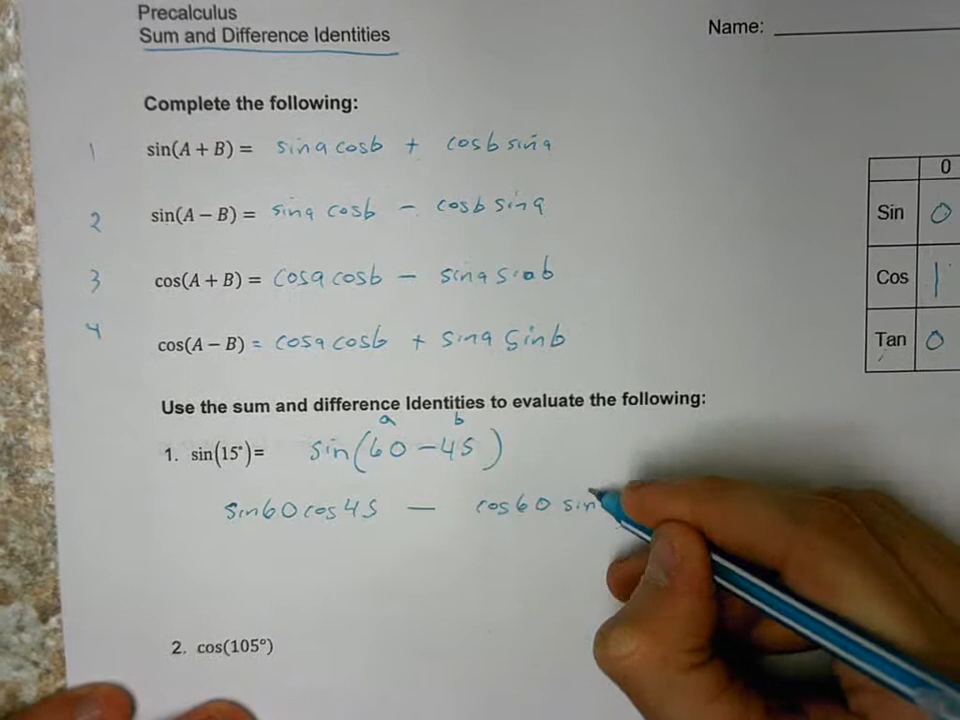 Precalculus
Sum and Difference Identities
Name:
Complete the following:
1 sin(A + B) = sina cosb + cosb sina
2 sin(A − B) = sina cosb − cosb sina
3 cos(A + B) = cosa cosb − sina sinb
4 cos(A − B) = cosa cosb + sina sinb
0
Sin 0
Cos 1
Tan 0
Use the sum and difference Identities to evaluate the following:
a b
1. sin(15°)= sin(60 − 45)
sin60cos45 − cos60 sin
2. cos(105°)